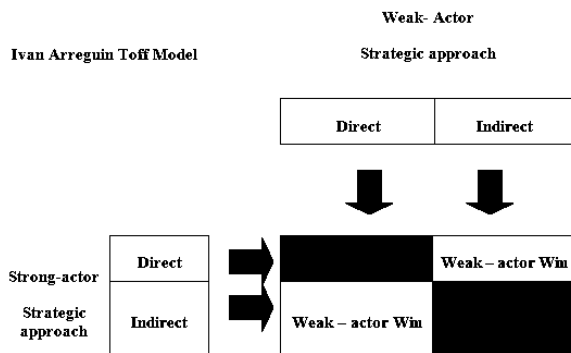 Weak- Actor
Ivan Arreguin Toff Model
Strategic approach
Direct
Indirect
Direct
Weak – actor Win
Strong-actor
Strategic
approach
Indirect
Weak – actor Win